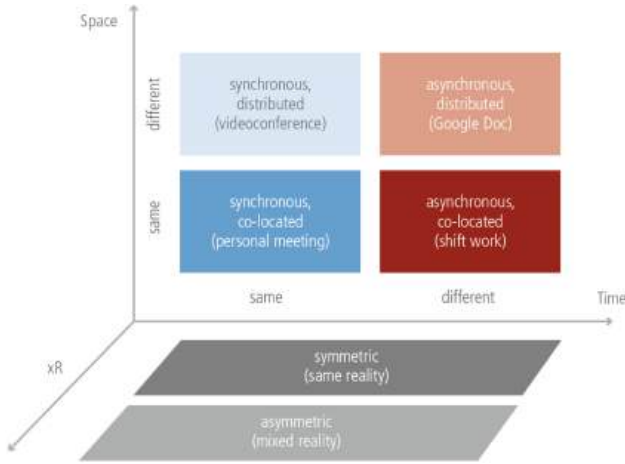 Space
different
synchronous,
distributed
(videoconference)
asynchronous,
distributed
(Google Doc)
same
synchronous,
co-located
(personal meeting)
asynchronous,
co-located
(shift work)
same
different
Time
xR
symmetric
(same reality)
asymmetric
(mixed reality)